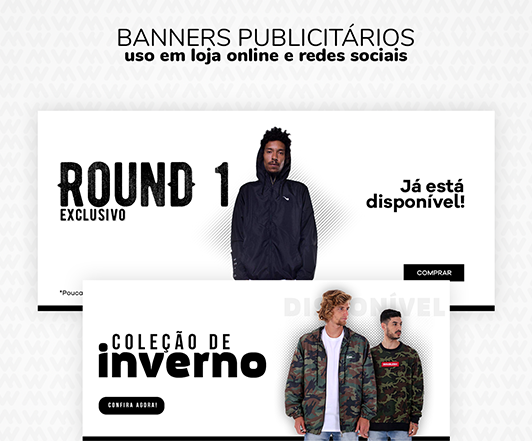 BANNERS PUBLICITÁRIOS
uso em loja online e redes sociais
ROUND 1
EXCLUSIVO
Já está
disponível!
COMPRAR
*Pouca
DISPONÍVEL
COLEÇÃO DE
inverno
CONFIRA AGORA!